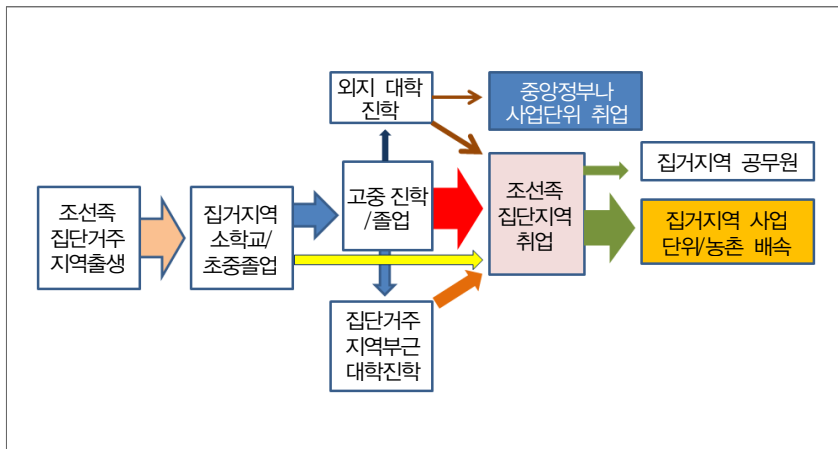 조선족
집단거주
지역출생
집거지역
소학교/
초중졸업
외지 대학
진학
고중 진학
/졸업
집단거주
지역부근
대학진학
중앙정부나
사업단위 취업
조선족
집단지역
취업
집거지역 공무원
집거지역 사업
단위/농촌 배속